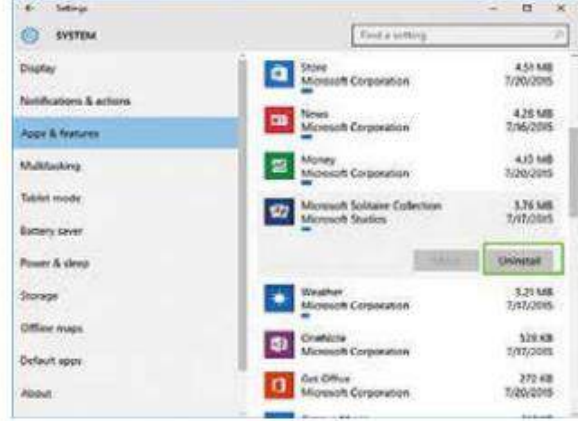 Settings
SYSTEM
Find a setting
Display
Notifications & actions
Apps & features
Multitasking
Tablet mode
Battery saver
Power & sleep
Storage
Offline maps
Default apps
About
Store 4.51 MB
Microsoft Corporation 7/20/2015
News 4.28 MB
Microsoft Corporation 7/16/2015
Money 4.13 MB
Microsoft Corporation 7/20/2015
Microsoft Solitaire Collection 3.76 MB
Microsoft Studios 7/17/2015
Uninstall
Weather 3.21 MB
Microsoft Corporation 7/17/2015
OneNote 529 KB
Microsoft Corporation 7/17/2015
Get Office 272 KB
Microsoft Corporation 7/20/2015